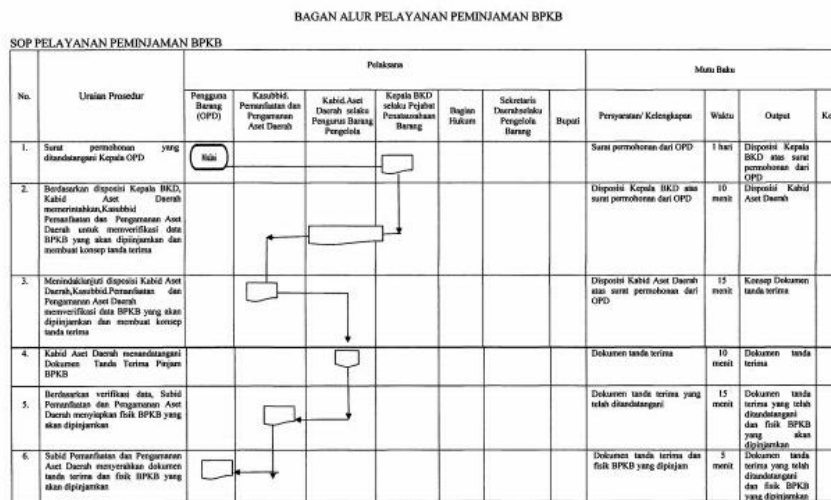 BAGAN ALUR PELAYANAN PEMINJAMAN BPKB
SOP PELAYANAN PEMINJAMAN BPKB
No.
Uraian Prosedur
Pelaksana
Mutu Baku
Pengguna
Barang
(OPD)
Kasubbid.
Pemanfaatan dan
Pengamanan
Aset Daerah
Kabid.Aset
Daerah selaku
Pengurus Barang
Pengelola
Kepala BKD
selaku Pejabat
Penatausahaan
Barang
Bagian
Hukum
Sekretaris
Daerahselaku
Pengelola
Barang
Bupati
Persyaratan/ Kelengkapan
Waktu
Output
Ke
1.
Surat permohonan yang
ditandatangani Kepala OPD
Mulai
Surat permohonan dari OPD
1 hari
Disposisi Kepala
BKD atas surat
permohonan dari
OPD
2.
Berdasarkan disposisi Kepala BKD,
Kabid Aset Daerah
memerintahkan,Kasubbid
Pemanfaatan dan Pengamanan Aset
Daerah untuk memverifikasi data
BPKB yang akan dipinjamkan dan
membuat konsep tanda terima
Disposisi Kepala BKD atas
surat permohonan dari OPD
10
menit
Disposisi Kabid
Aset Daerah
3.
Menindaklanjuti disposisi Kabid Aset
Daerah,Kasubbid.Pemanfaatan dan
Pengamanan Aset Daerah
memverifikasi data BPKB yang akan
dipiinjamkan dan membuat konsep
tanda terima
Disposisi Kabid Aset Daerah
atas surat permohonan dari
OPD
15
menit
Konsep Dokumen
tanda terima
4.
Kabid Aset Daerah menandatangani
Dokumen Tanda Terima Pinjam
BPKB
Dokumen tanda terima
10
menit
Dokumen tanda
terima
5.
Berdasarkan verifikasi data, Subid
Pemanfaatan dan Pengamanan Aset
Daerah menyiapkan fisik BPKB yang
akan dipinjamkan
Dokumen tanda terima yang
telah ditandatangani
15
menit
Dokumen tanda
terima yang telah
ditandatangani
dan fisik BPKB
yang akan
dipinjamkan
6.
Subid Pemanfaatan dan Pengamanan
Aset Daerah menyerahkan dokumen
tanda terima dan fisik BPKB yang
akan dipinjamkan
Dokumen tanda terima dan
fisik BPKB yang dipinjam
5
menit
Dokumen tanda
terima yang telah
ditandatangani
dan fisik BPKB
yang dipinjamkan